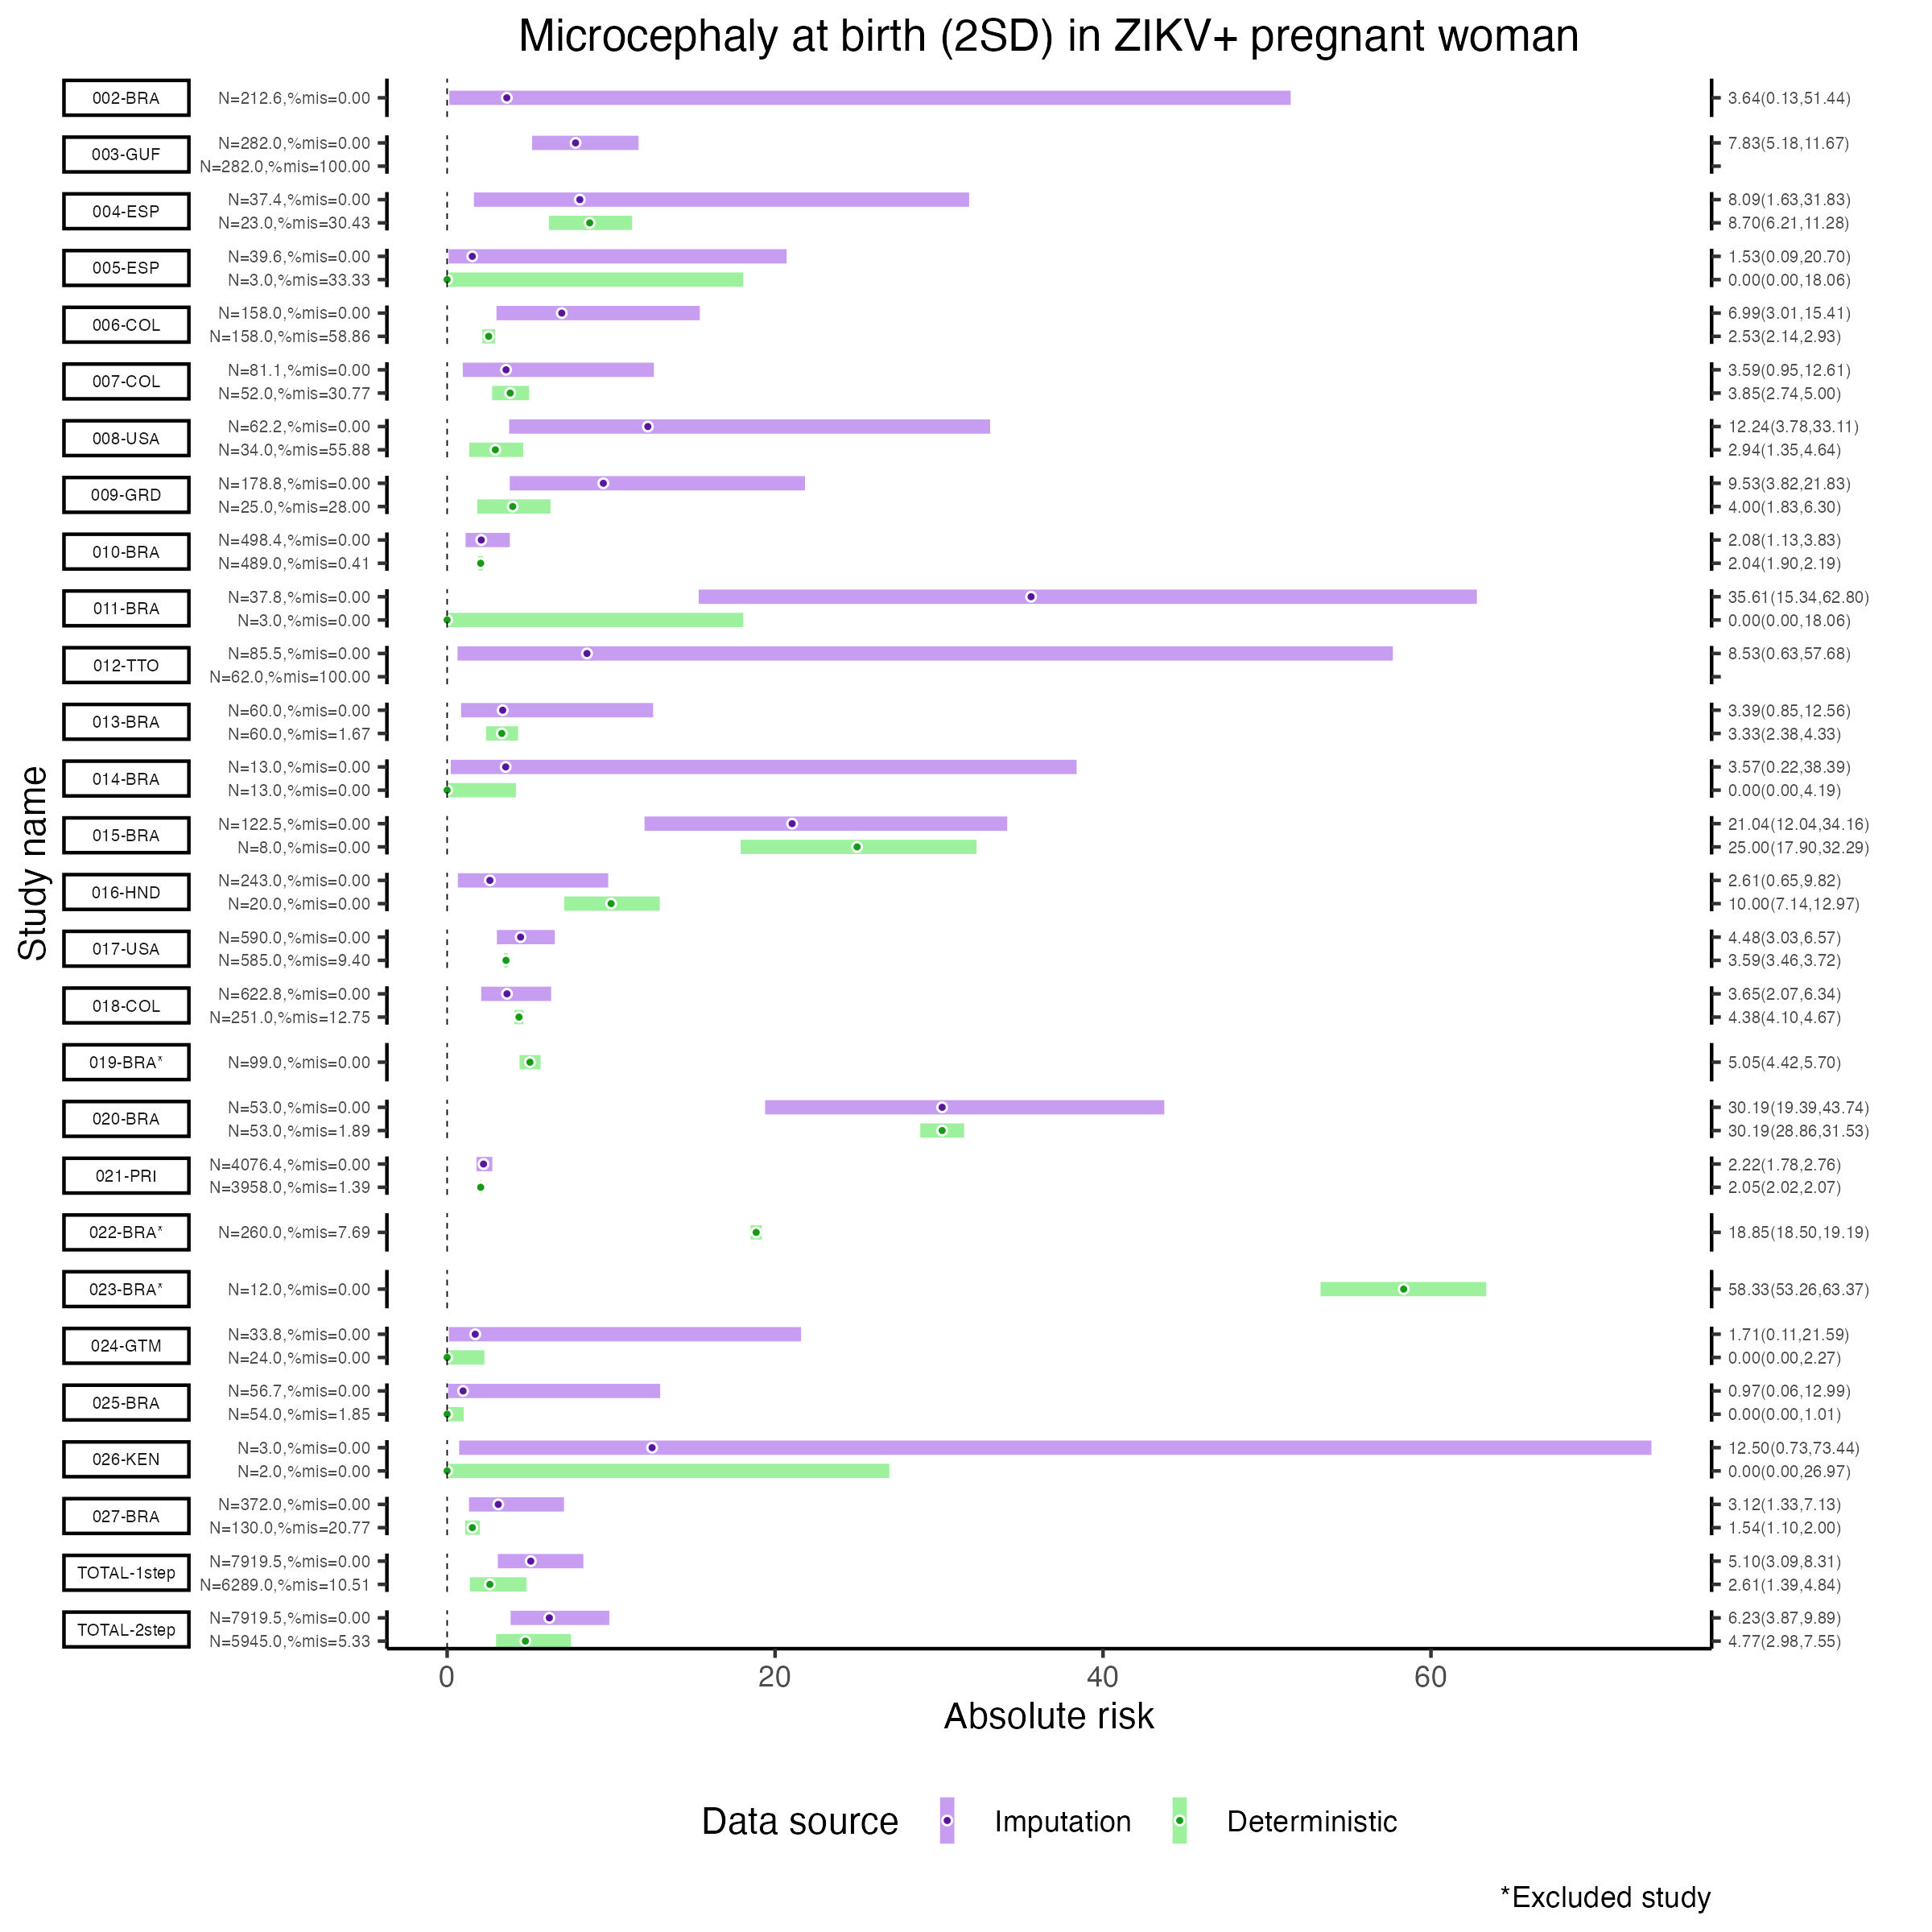 Microcephaly at birth (2SD) in ZIKV+ pregnant woman
Study name
002-BRA N=212.6,%mis=0.00 3.64(0.13,51.44)
003-GUF N=282.0,%mis=0.00 7.83(5.18,11.67)
N=282.0,%mis=100.00
004-ESP N=37.4,%mis=0.00 8.09(1.63,31.83)
N=23.0,%mis=30.43 8.70(6.21,11.28)
005-ESP N=39.6,%mis=0.00 1.53(0.09,20.70)
N=3.0,%mis=33.33 0.00(0.00,18.06)
006-COL N=158.0,%mis=0.00 6.99(3.01,15.41)
N=158.0,%mis=58.86 2.53(2.14,2.93)
007-COL N=81.1,%mis=0.00 3.59(0.95,12.61)
N=52.0,%mis=30.77 3.85(2.74,5.00)
008-USA N=62.2,%mis=0.00 12.24(3.78,33.11)
N=34.0,%mis=55.88 2.94(1.35,4.64)
009-GRD N=178.8,%mis=0.00 9.53(3.82,21.83)
N=25.0,%mis=28.00 4.00(1.83,6.30)
010-BRA N=498.4,%mis=0.00 2.08(1.13,3.83)
N=489.0,%mis=0.41 2.04(1.90,2.19)
011-BRA N=37.8,%mis=0.00 35.61(15.34,62.80)
N=3.0,%mis=0.00 0.00(0.00,18.06)
012-TTO N=85.5,%mis=0.00 8.53(0.63,57.68)
N=62.0,%mis=100.00
013-BRA N=60.0,%mis=0.00 3.39(0.85,12.56)
N=60.0,%mis=1.67 3.33(2.38,4.33)
014-BRA N=13.0,%mis=0.00 3.57(0.22,38.39)
N=13.0,%mis=0.00 0.00(0.00,4.19)
015-BRA N=122.5,%mis=0.00 21.04(12.04,34.16)
N=8.0,%mis=0.00 25.00(17.90,32.29)
016-HND N=243.0,%mis=0.00 2.61(0.65,9.82)
N=20.0,%mis=0.00 10.00(7.14,12.97)
017-USA N=590.0,%mis=0.00 4.48(3.03,6.57)
N=585.0,%mis=9.40 3.59(3.46,3.72)
018-COL N=622.8,%mis=0.00 3.65(2.07,6.34)
N=251.0,%mis=12.75 4.38(4.10,4.67)
019-BRA* N=99.0,%mis=0.00 5.05(4.42,5.70)
020-BRA N=53.0,%mis=0.00 30.19(19.39,43.74)
N=53.0,%mis=1.89 30.19(28.86,31.53)
021-PRI N=4076.4,%mis=0.00 2.22(1.78,2.76)
N=3958.0,%mis=1.39 2.05(2.02,2.07)
022-BRA* N=260.0,%mis=7.69 18.85(18.50,19.19)
023-BRA* N=12.0,%mis=0.00 58.33(53.26,63.37)
024-GTM N=33.8,%mis=0.00 1.71(0.11,21.59)
N=24.0,%mis=0.00 0.00(0.00,2.27)
025-BRA N=56.7,%mis=0.00 0.97(0.06,12.99)
N=54.0,%mis=1.85 0.00(0.00,1.01)
026-KEN N=3.0,%mis=0.00 12.50(0.73,73.44)
N=2.0,%mis=0.00 0.00(0.00,26.97)
027-BRA N=372.0,%mis=0.00 3.12(1.33,7.13)
N=130.0,%mis=20.77 1.54(1.10,2.00)
TOTAL-1step N=7919.5,%mis=0.00 5.10(3.09,8.31)
N=6289.0,%mis=10.51 2.61(1.39,4.84)
TOTAL-2step N=7919.5,%mis=0.00 6.23(3.87,9.89)
N=5945.0,%mis=5.33 4.77(2.98,7.55)
0 20 40 60
Absolute risk
Data source Imputation Deterministic
*Excluded study